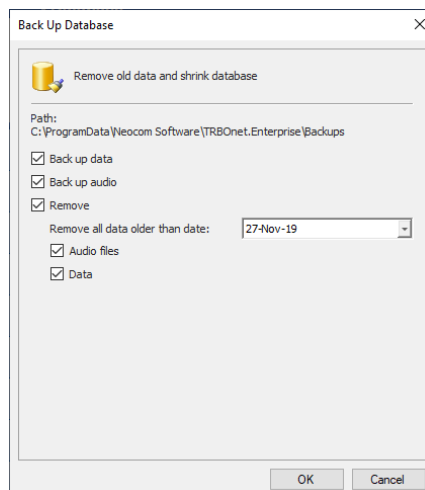 Back Up Database
Remove old data and shrink database
Path:
C:\ProgramData\Neocom Software\TRBOnet.Enterprise\Backups
Back up data
Back up audio
Remove
Remove all data older than date: 27-Nov-19
Audio files
Data
OK Cancel